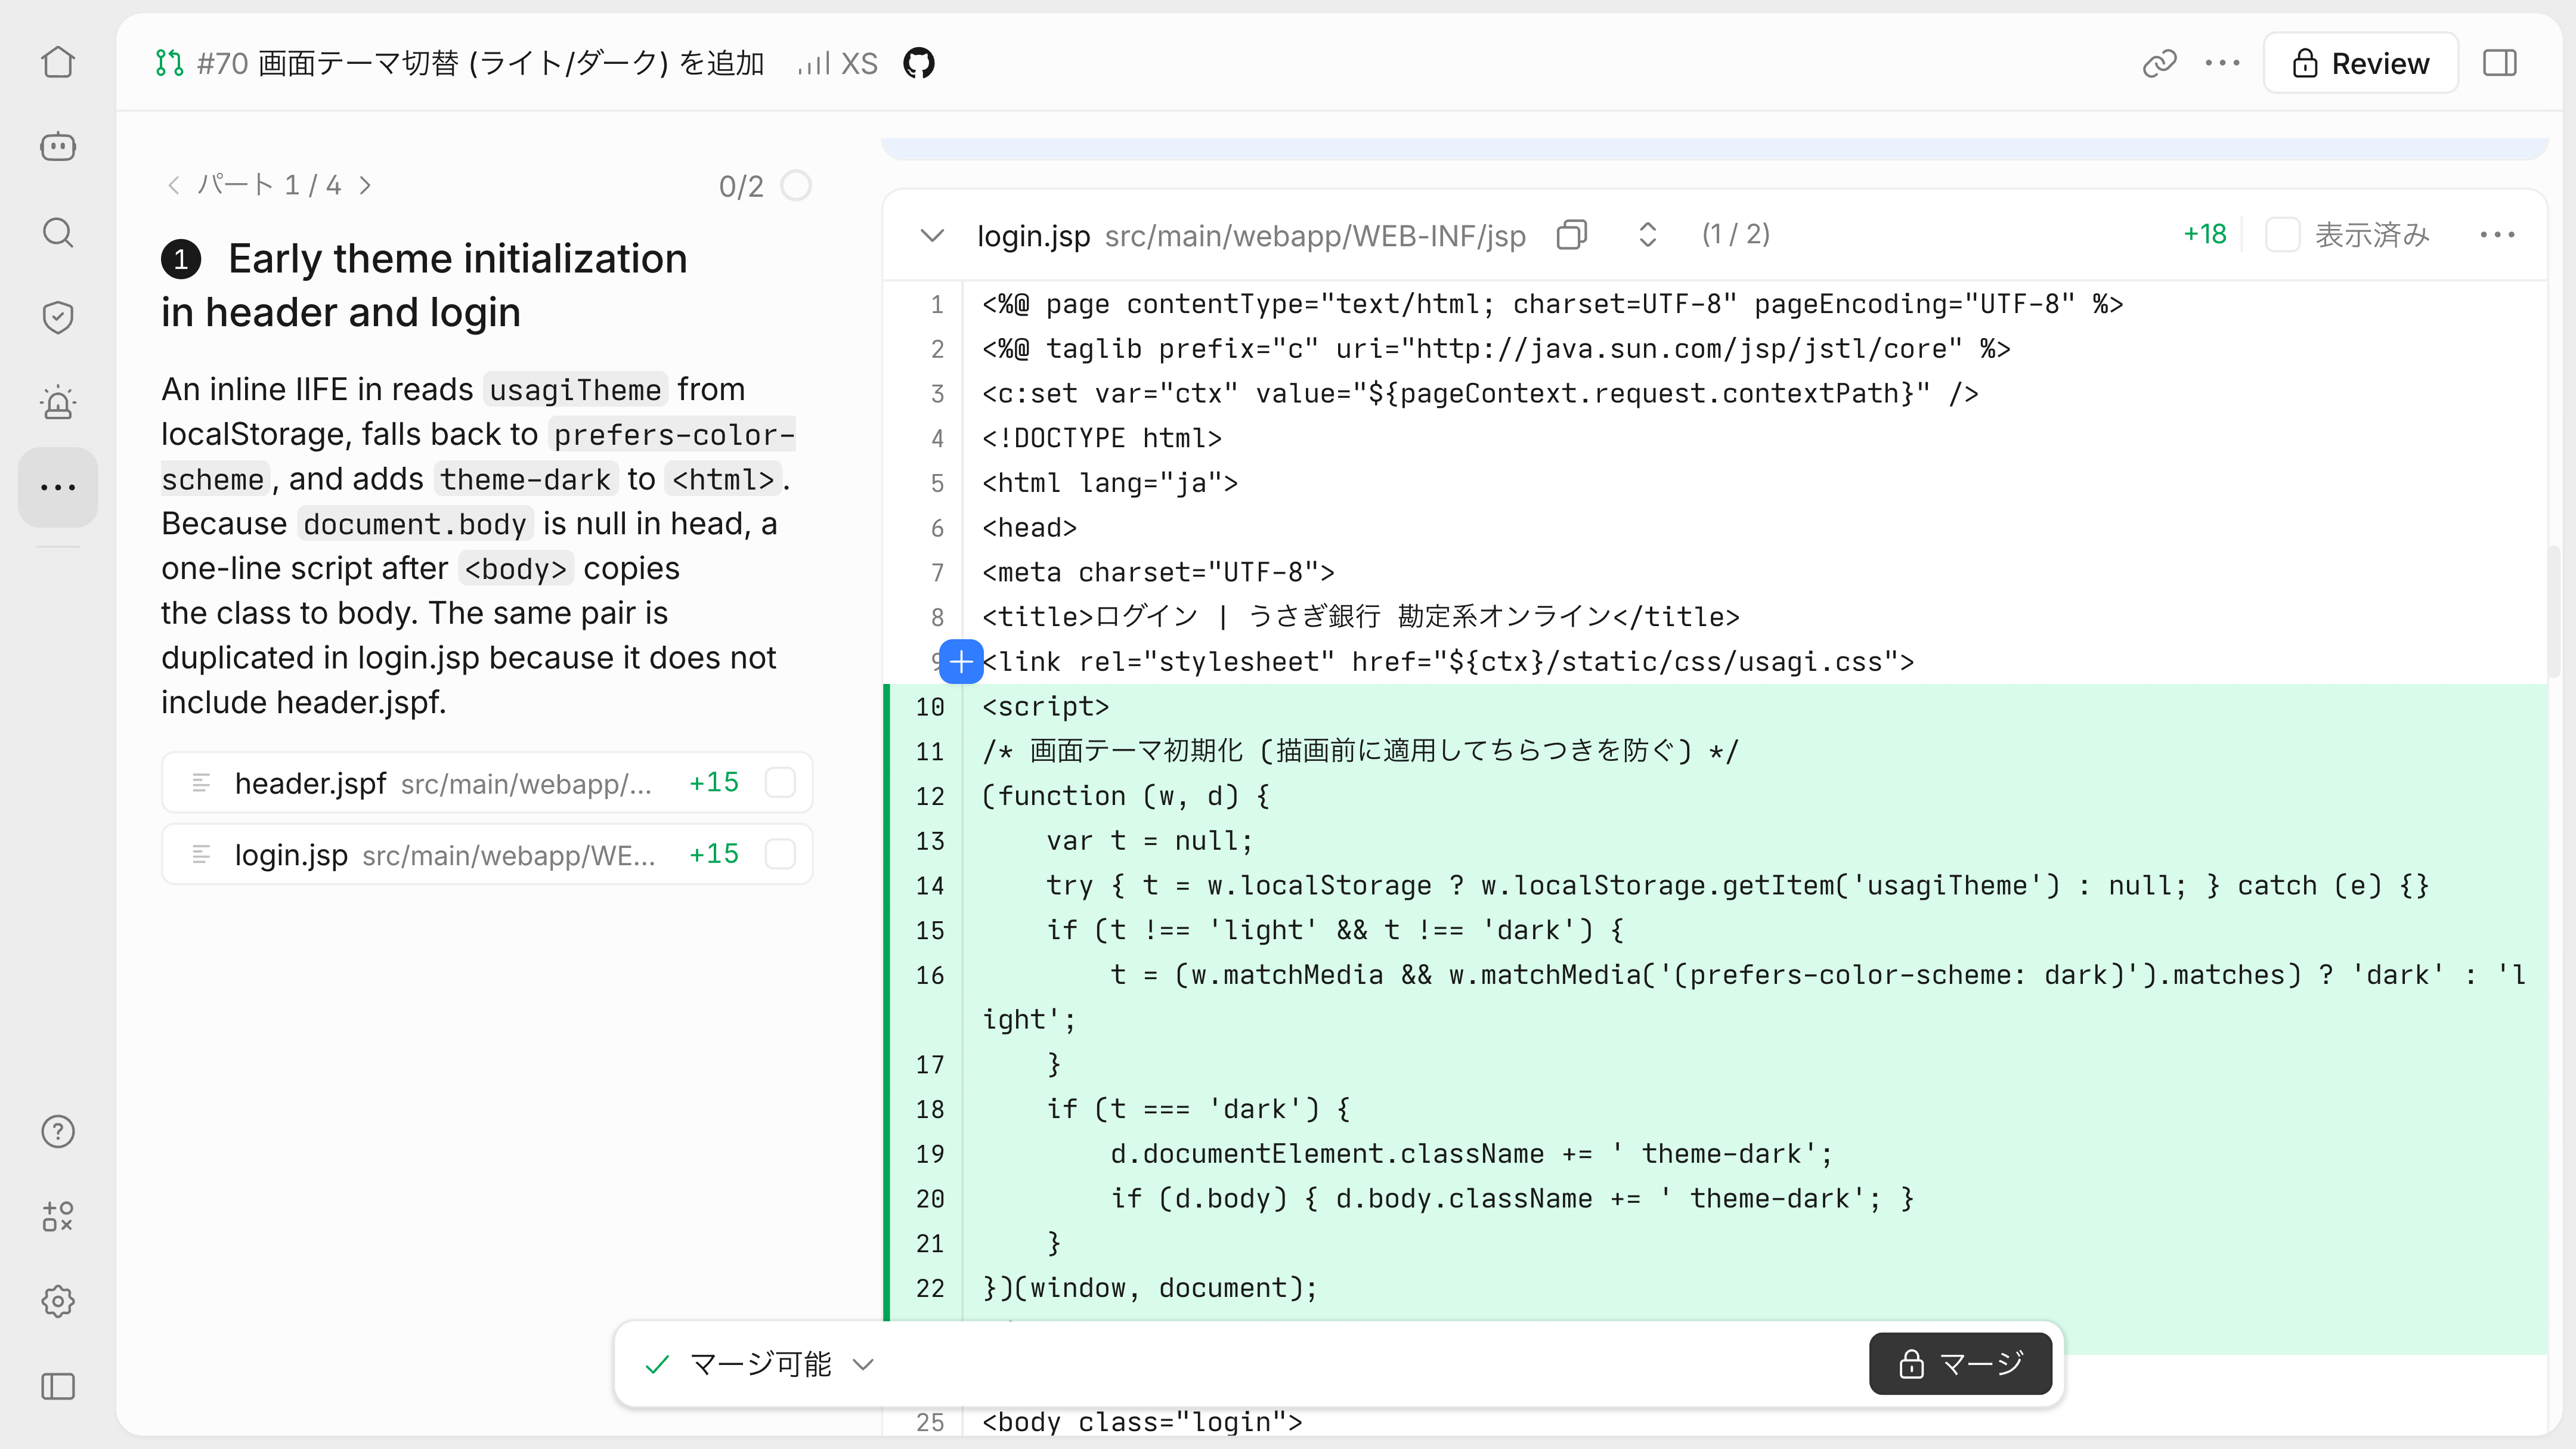 #70 画面テーマ切替 (ライト/ダーク) を追加 XS
Review
パート 1 / 4
0/2
1 Early theme initialization
in header and login
An inline IIFE in reads usagiTheme from
localStorage, falls back to prefers-color-
scheme, and adds theme-dark to <html>.
Because document.body is null in head, a
one-line script after <body> copies
the class to body. The same pair is
duplicated in login.jsp because it does not
include header.jspf.
header.jspf src/main/webapp/... +15
login.jsp src/main/webapp/WE... +15
login.jsp src/main/webapp/WEB-INF/jsp (1 / 2) +18 表示済み
1 <%@ page contentType="text/html; charset=UTF-8" pageEncoding="UTF-8" %>
2 <%@ taglib prefix="c" uri="http://java.sun.com/jsp/jstl/core" %>
3 <c:set var="ctx" value="${pageContext.request.contextPath}" />
4 <!DOCTYPE html>
5 <html lang="ja">
6 <head>
7 <meta charset="UTF-8">
8 <title>ログイン | うさぎ銀行 勘定系オンライン</title>
9 <link rel="stylesheet" href="${ctx}/static/css/usagi.css">
10 <script>
11 /* 画面テーマ初期化 (描画前に適用してちらつきを防ぐ) */
12 (function (w, d) {
13 var t = null;
14 try { t = w.localStorage ? w.localStorage.getItem('usagiTheme') : null; } catch (e) {}
15 if (t !== 'light' && t !== 'dark') {
16 t = (w.matchMedia && w.matchMedia('(prefers-color-scheme: dark)').matches) ? 'dark' : 'l
ight';
17 }
18 if (t === 'dark') {
19 d.documentElement.className += ' theme-dark';
20 if (d.body) { d.body.className += ' theme-dark'; }
21 }
22 })(window, document);
マージ可能
マージ
25 <body class="login">